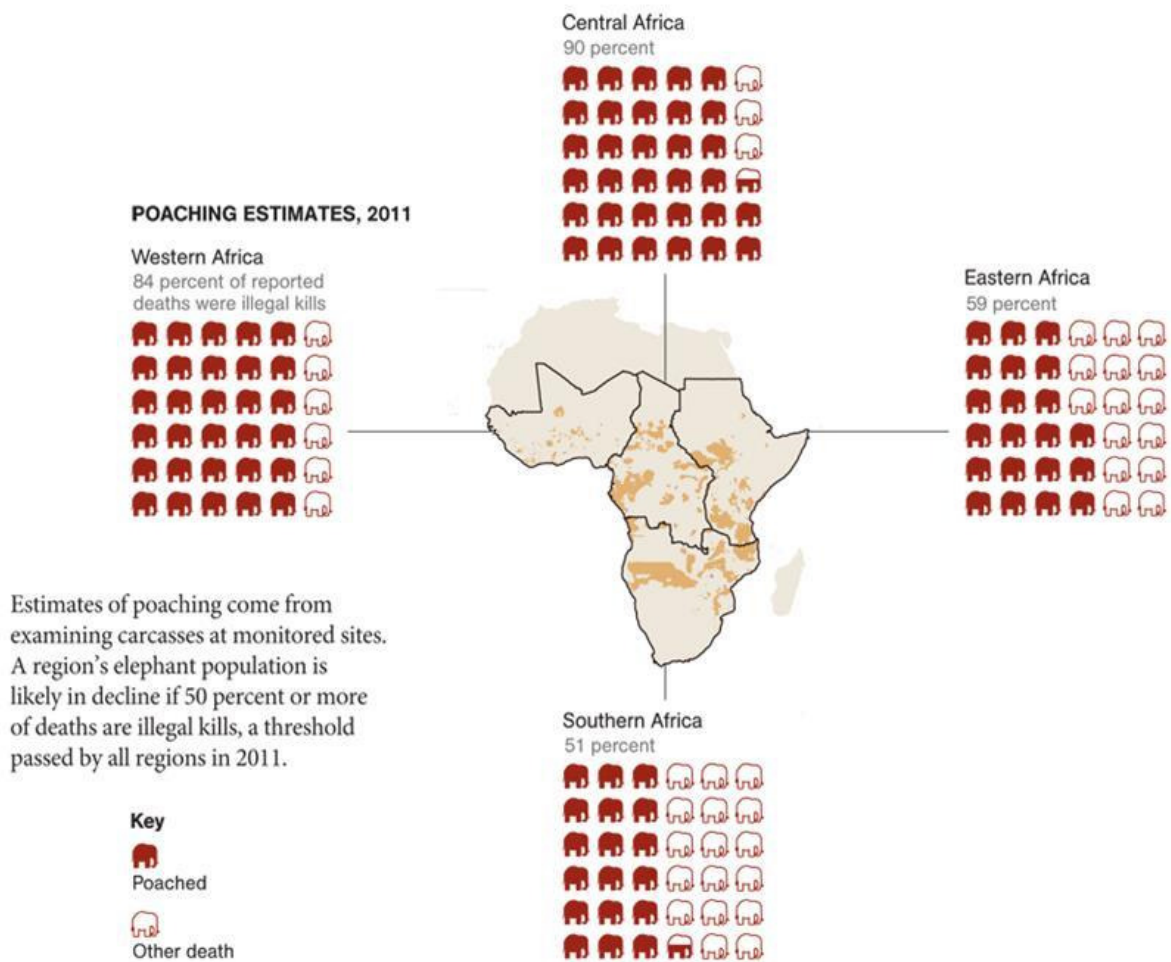 Central Africa
90 percent
POACHING ESTIMATES, 2011
Western Africa
84 percent of reported
deaths were illegal kills
Eastern Africa
59 percent
Estimates of poaching come from
examining carcasses at monitored sites.
A region’s elephant population is
likely in decline if 50 percent or more
of deaths are illegal kills, a threshold
passed by all regions in 2011.
Southern Africa
51 percent
Key
Poached
Other death